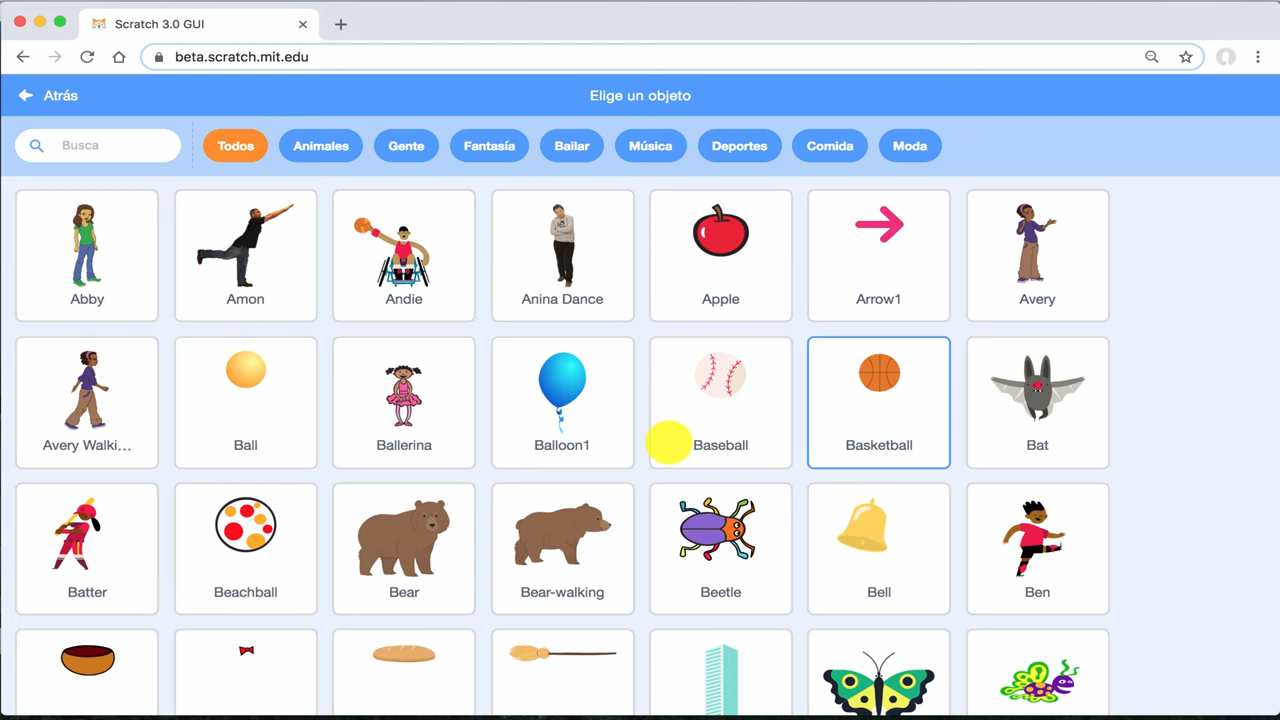 Scratch 3.0 GUI
beta.scratch.mit.edu
Atrás
Elige un objeto
Busca
Todos
Animales
Gente
Fantasía
Bailar
Música
Deportes
Comida
Moda
Abby
Amon
Andie
Anina Dance
Apple
Arrow1
Avery
Avery Walki...
Ball
Ballerina
Balloon1
Baseball
Basketball
Bat
Batter
Beachball
Bear
Bear-walking
Beetle
Bell
Ben